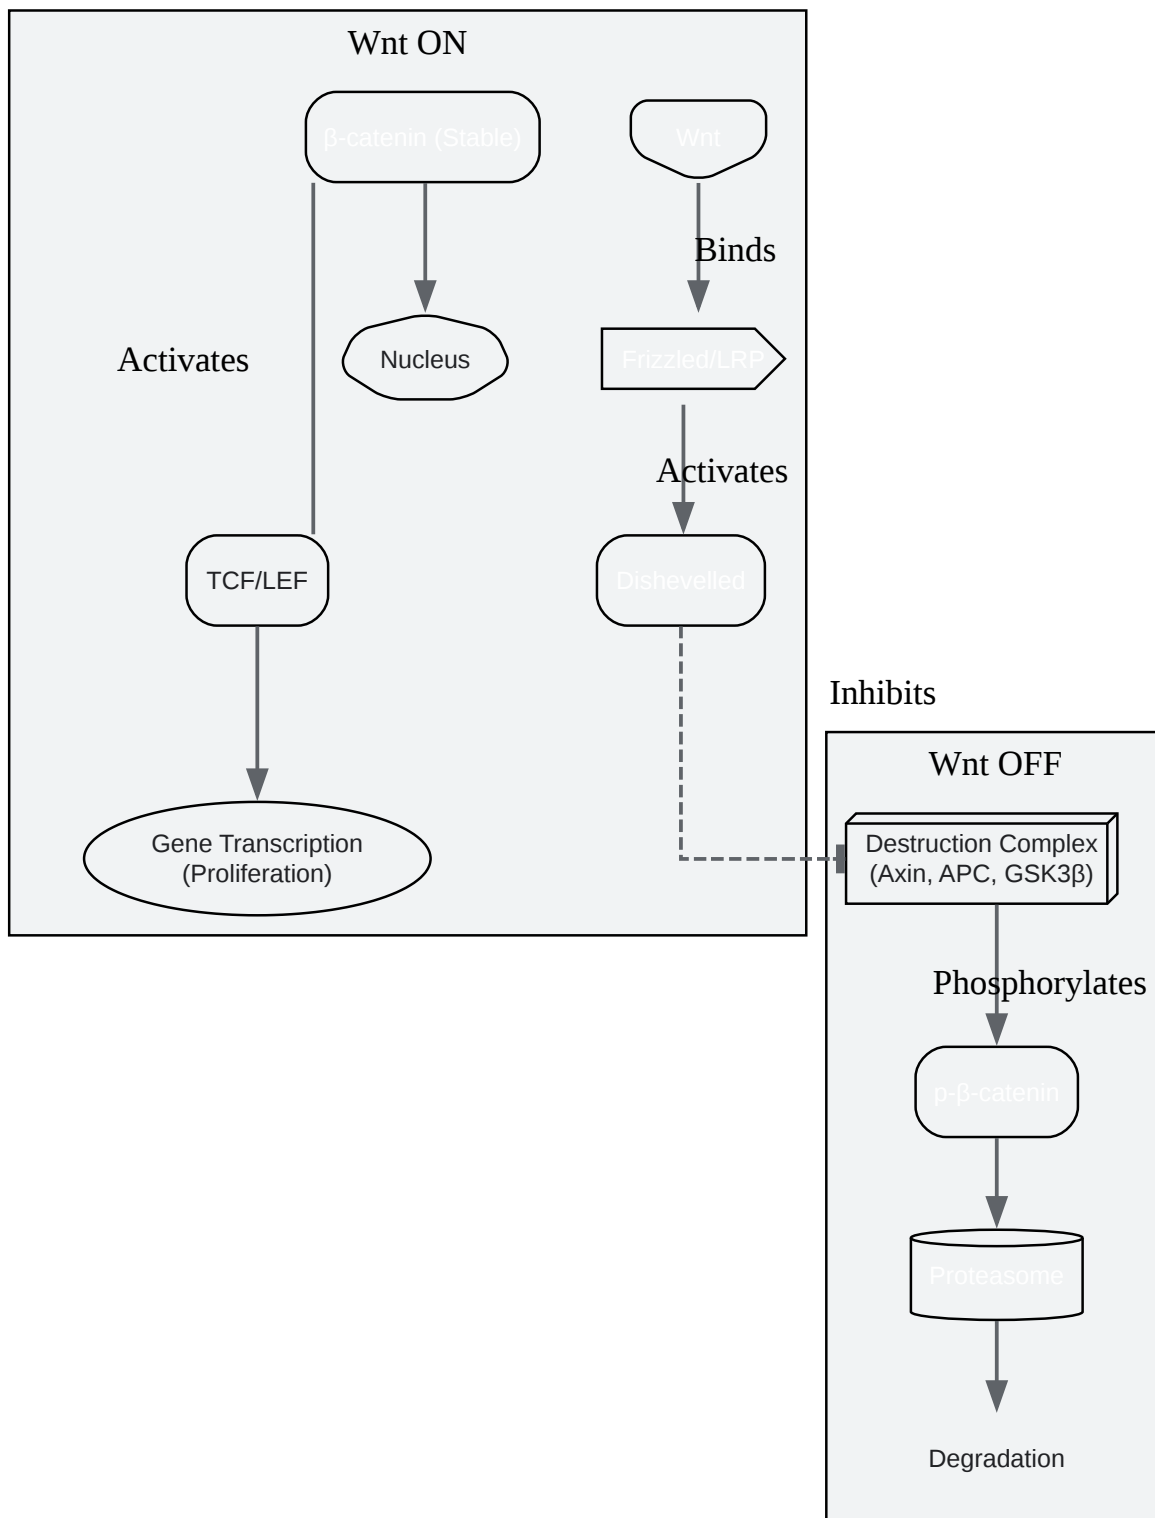 Wnt ON
β-catenin (Stable)
Wnt
Binds
Activates
Nucleus
Frizzled/LRP
Activates
TCF/LEF
Dishevelled
Inhibits
Wnt OFF
Gene Transcription
(Proliferation)
Destruction Complex
(Axin, APC, GSK3β)
Phosphorylates
p-β-catenin
Proteasome
Degradation